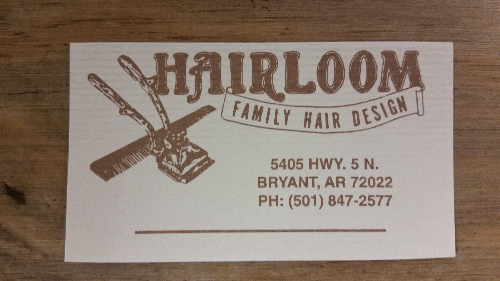 HAIRLOOM
FAMILY HAIR DESIGN
5405 HWY. 5 N.
BRYANT, AR 72022
PH: (501) 847-2577